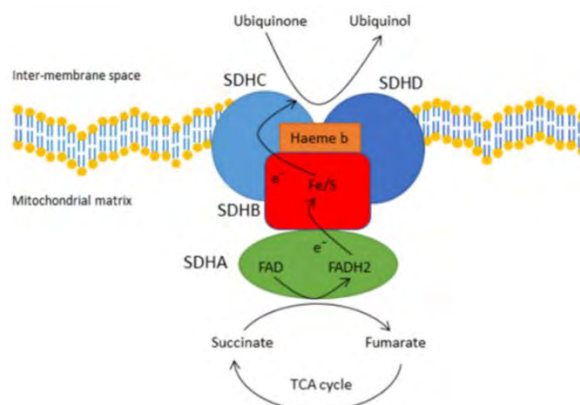 Ubiquinone
Ubiquinol
Inter-membrane space
SDHC
SDHD
Haeme b
Mitochondrial matrix
e-
Fe/S
SDHB
e-
SDHA
FAD
FADH2
Succinate
Fumarate
TCA cycle